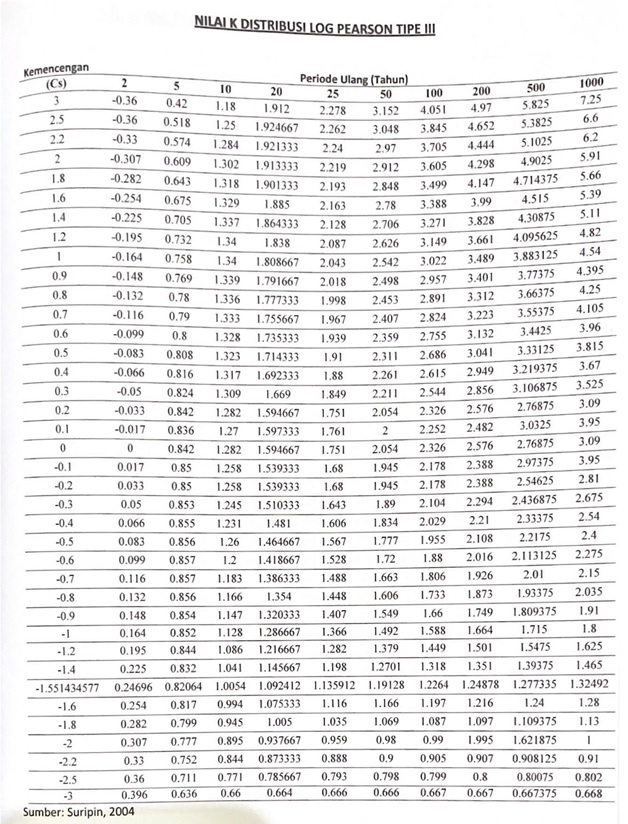 NILAI K DISTRIBUSI LOG PEARSON TIPE III
Kemencengan Periode Ulang (Tahun)
(Cs) 2 5 10 20 25 50 100 200 500 1000
3 -0.36 0.42 1.18 1.912 2.278 3.152 4.051 4.97 5.825 7.25
2.5 -0.36 0.518 1.25 1.924667 2.262 3.048 3.845 4.652 5.3825 6.6
2.2 -0.33 0.574 1.284 1.921333 2.24 2.97 3.705 4.444 5.1025 6.2
2 -0.307 0.609 1.302 1.913333 2.219 2.912 3.605 4.298 4.9025 5.91
1.8 -0.282 0.643 1.318 1.901333 2.193 2.848 3.499 4.147 4.714375 5.66
1.6 -0.254 0.675 1.329 1.885 2.163 2.78 3.388 3.99 4.515 5.39
1.4 -0.225 0.705 1.337 1.864333 2.128 2.706 3.271 3.828 4.30875 5.11
1.2 -0.195 0.732 1.34 1.838 2.087 2.626 3.149 3.661 4.095625 4.82
1 -0.164 0.758 1.34 1.808667 2.043 2.542 3.022 3.489 3.883125 4.54
0.9 -0.148 0.769 1.339 1.791667 2.018 2.498 2.957 3.401 3.77375 4.395
0.8 -0.132 0.78 1.336 1.777333 1.998 2.453 2.891 3.312 3.66375 4.25
0.7 -0.116 0.79 1.333 1.755667 1.967 2.407 2.824 3.223 3.55375 4.105
0.6 -0.099 0.8 1.328 1.735333 1.939 2.359 2.755 3.132 3.4425 3.96
0.5 -0.083 0.808 1.323 1.714333 1.91 2.311 2.686 3.041 3.33125 3.815
0.4 -0.066 0.816 1.317 1.692333 1.88 2.261 2.615 2.949 3.219375 3.67
0.3 -0.05 0.824 1.309 1.669 1.849 2.211 2.544 2.856 3.106875 3.525
0.2 -0.033 0.842 1.282 1.594667 1.751 2.054 2.326 2.576 2.76875 3.09
0.1 -0.017 0.836 1.27 1.597333 1.761 2 2.252 2.482 3.0325 3.95
0 0 0.842 1.282 1.594667 1.751 2.054 2.326 2.576 2.76875 3.09
-0.1 0.017 0.85 1.258 1.539333 1.68 1.945 2.178 2.388 2.97375 3.95
-0.2 0.033 0.85 1.258 1.539333 1.68 1.945 2.178 2.388 2.54625 2.81
-0.3 0.05 0.853 1.245 1.510333 1.643 1.89 2.104 2.294 2.436875 2.675
-0.4 0.066 0.855 1.231 1.481 1.606 1.834 2.029 2.21 2.33375 2.54
-0.5 0.083 0.856 1.26 1.464667 1.567 1.777 1.955 2.108 2.2175 2.4
-0.6 0.099 0.857 1.2 1.418667 1.528 1.72 1.88 2.016 2.113125 2.275
-0.7 0.116 0.857 1.183 1.386333 1.488 1.663 1.806 1.926 2.01 2.15
-0.8 0.132 0.856 1.166 1.354 1.448 1.606 1.733 1.873 1.93375 2.035
-0.9 0.148 0.854 1.147 1.320333 1.407 1.549 1.66 1.749 1.809375 1.91
-1 0.164 0.852 1.128 1.286667 1.366 1.492 1.588 1.664 1.715 1.8
-1.2 0.195 0.844 1.086 1.216667 1.282 1.379 1.449 1.501 1.5475 1.625
-1.4 0.225 0.832 1.041 1.145667 1.198 1.2701 1.318 1.351 1.39375 1.465
-1.551434577 0.24696 0.82064 1.0054 1.092412 1.135912 1.19128 1.2264 1.24878 1.277335 1.32492
-1.6 0.254 0.817 0.994 1.075333 1.116 1.166 1.197 1.216 1.24 1.28
-1.8 0.282 0.799 0.945 1.005 1.035 1.069 1.087 1.097 1.109375 1.13
-2 0.307 0.777 0.895 0.937667 0.959 0.98 0.99 1.995 1.621875 1
-2.2 0.33 0.752 0.844 0.873333 0.888 0.9 0.905 0.907 0.908125 0.91
-2.5 0.36 0.711 0.771 0.785667 0.793 0.798 0.799 0.8 0.80075 0.802
-3 0.396 0.636 0.66 0.664 0.666 0.666 0.667 0.667 0.667375 0.668
Sumber: Suripin, 2004